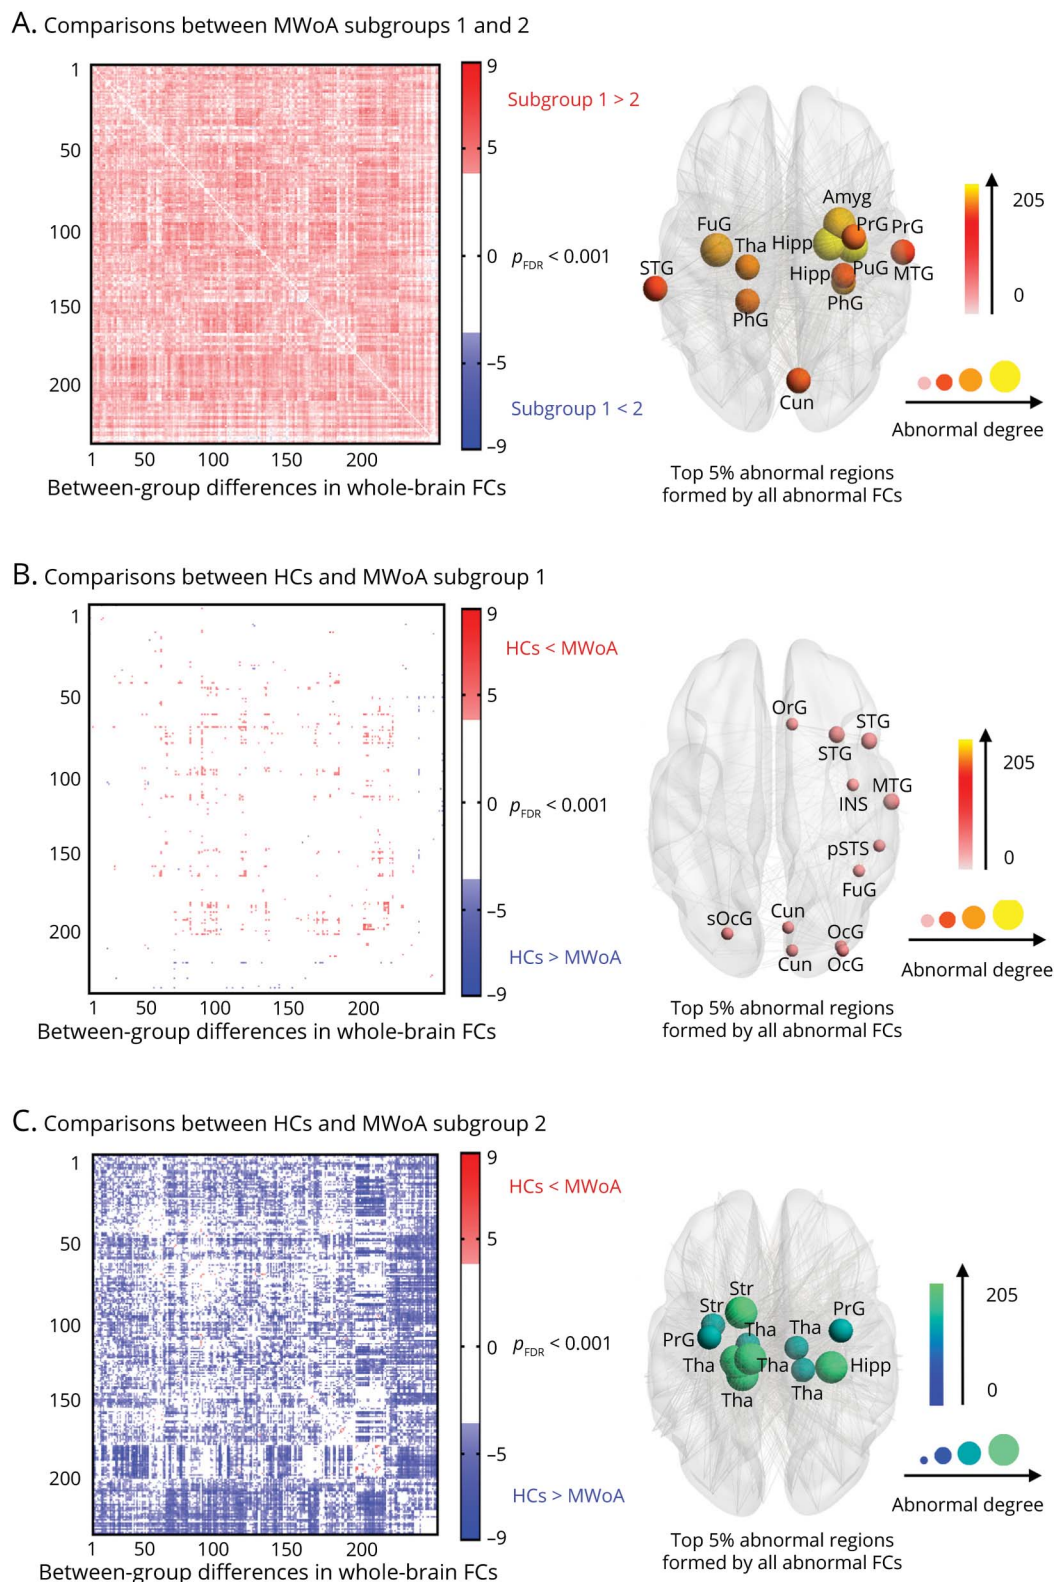 A. Comparisons between MWoA subgroups 1 and 2
1
50
100
150
200
1 50 100 150 200
Between-group differences in whole-brain FCs
9
5
0
−5
−9
Subgroup 1 > 2
pFDR < 0.001
Subgroup 1 < 2
Amyg
FuG
PrG PrG
Tha Hipp
STG
Hipp PuG MTG
PhG PhG
Cun
205
0
Abnormal degree
Top 5% abnormal regions
formed by all abnormal FCs
B. Comparisons between HCs and MWoA subgroup 1
1
50
100
150
200
1 50 100 150 200
Between-group differences in whole-brain FCs
9
5
0
−5
−9
HCs < MWoA
pFDR < 0.001
HCs > MWoA
OrG
STG
STG
MTG
INS
pSTS
FuG
sOcG Cun
OcG
Cun OcG
205
0
Abnormal degree
Top 5% abnormal regions
formed by all abnormal FCs
C. Comparisons between HCs and MWoA subgroup 2
1
50
100
150
200
1 50 100 150 200
Between-group differences in whole-brain FCs
9
5
0
−5
−9
HCs < MWoA
pFDR < 0.001
HCs > MWoA
Str
Str PrG
Tha Tha
PrG
Tha Tha Hipp
Tha Tha
205
0
Abnormal degree
Top 5% abnormal regions
formed by all abnormal FCs